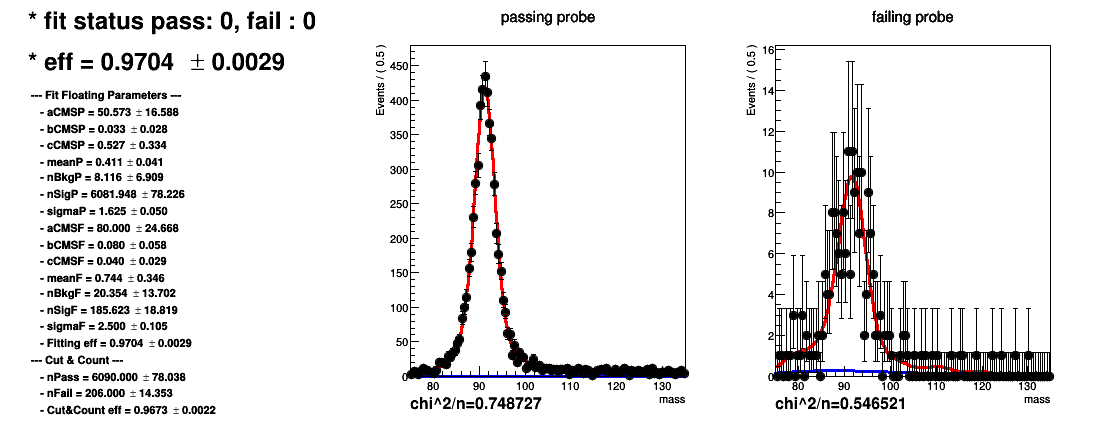 * fit status pass: 0, fail : 0
* eff = 0.9704 ± 0.0029
--- Fit Floating Parameters ---
- aCMSP = 50.573 ± 16.588
- bCMSP = 0.033 ± 0.028
- cCMSP = 0.527 ± 0.334
- meanP = 0.411 ± 0.041
- nBkgP = 8.116 ± 6.909
- nSigP = 6081.948 ± 78.226
- sigmaP = 1.625 ± 0.050
- aCMSF = 80.000 ± 24.668
- bCMSF = 0.080 ± 0.058
- cCMSF = 0.040 ± 0.029
- meanF = 0.744 ± 0.346
- nBkgF = 20.354 ± 13.702
- nSigF = 185.623 ± 18.819
- sigmaF = 2.500 ± 0.105
- Fitting eff = 0.9704 ± 0.0029
--- Cut & Count ---
- nPass = 6090.000 ± 78.038
- nFail = 206.000 ± 14.353
- Cut&Count eff = 0.9673 ± 0.0022
passing probe
Events / ( 0.5 )
450
400
350
300
250
200
150
100
50
0
80 90 100 110 120 130
mass
chi^2/n=0.748727
failing probe
Events / ( 0.5 )
16
14
12
10
8
6
4
2
0
80 90 100 110 120 130
mass
chi^2/n=0.546521